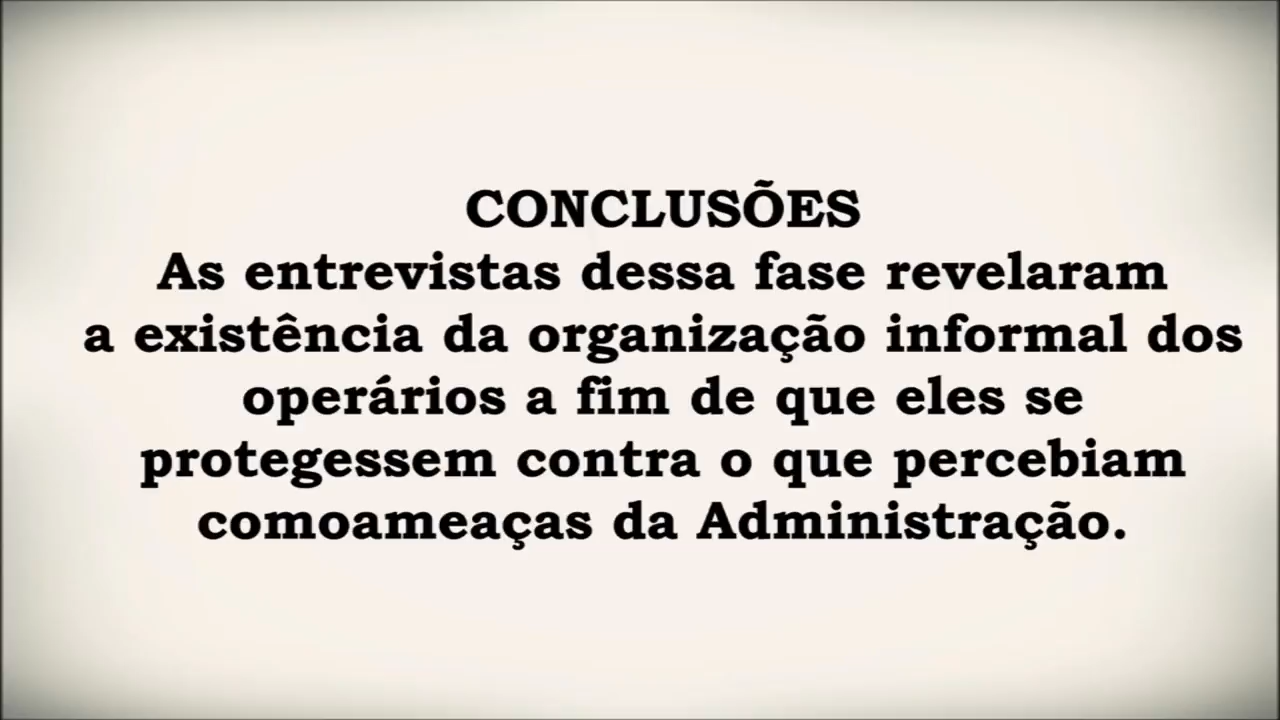 CONCLUSÕES
As entrevistas dessa fase revelaram
a existência da organização informal dos
operários a fim de que eles se
protegessem contra o que percebiam
comoameaças da Administração.